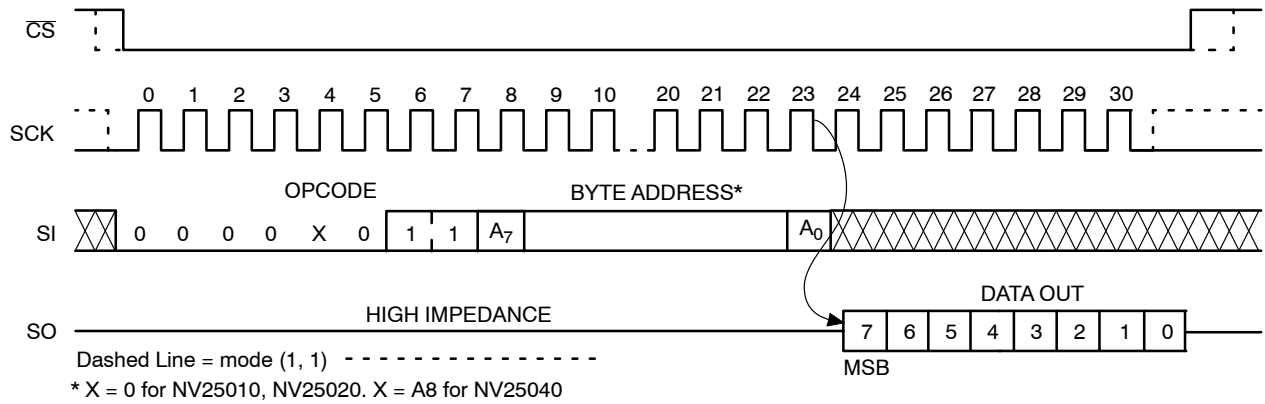 CS
0 1 2 3 4 5 6 7 8 9 10 20 21 22 23 24 25 26 27 28 29 30
SCK
OPCODE BYTE ADDRESS*
SI 0 0 0 0 X 0 1 1 A7 A0
DATA OUT
HIGH IMPEDANCE
SO 7 6 5 4 3 2 1 0
Dashed Line = mode (1, 1) - - - - - - - - - - - - - - -
MSB
* X = 0 for NV25010, NV25020. X = A8 for NV25040